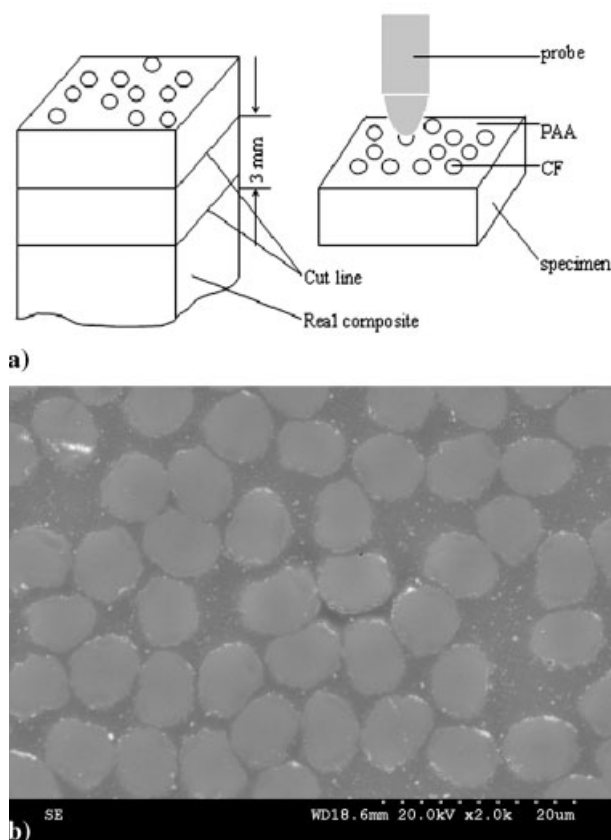 probe
PAA
CF
specimen
3 mm
Cut line
Real composite
a)
SE
WD18.6mm 20.0kV x2.0k 20um
b)